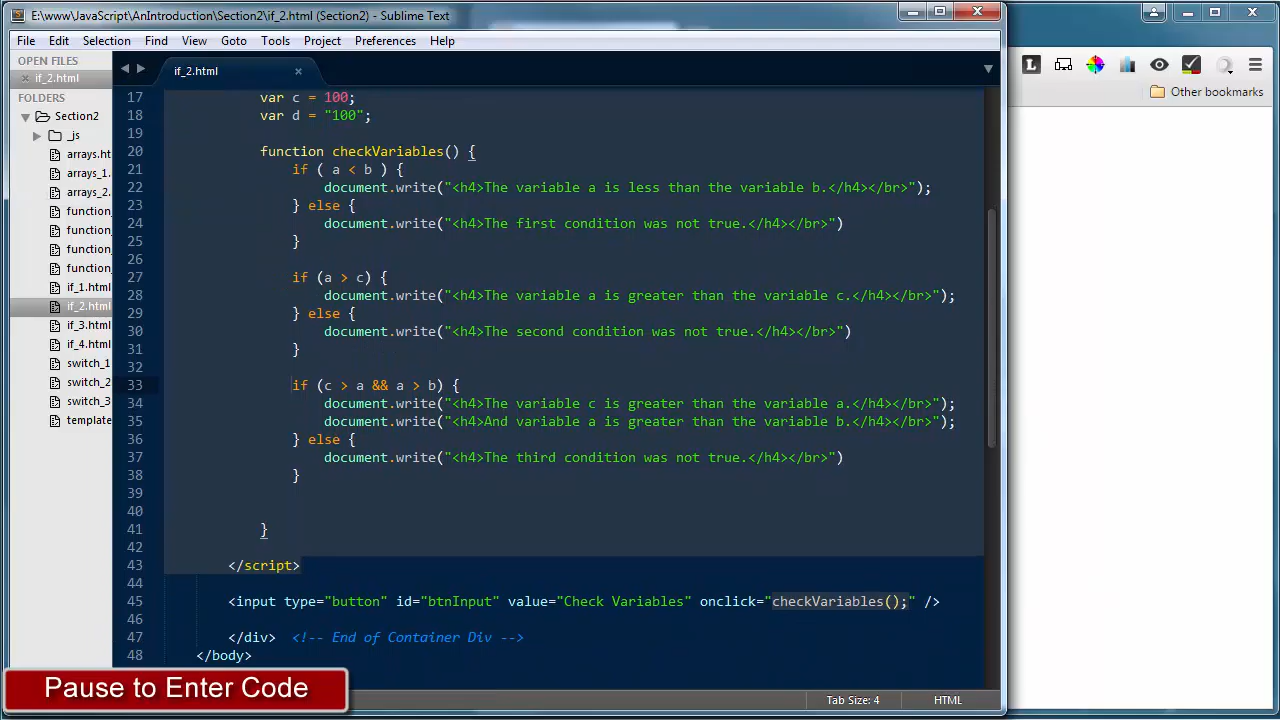 E:\www\JavaScript\AnIntroduction\Section2\if_2.html (Section2) - Sublime Text
File Edit Selection Find View Goto Tools Project Preferences Help
OPEN FILES
if_2.html
FOLDERS
Section2
_js
arrays.ht
arrays_1.
arrays_2.
function_
function_
function_
function_
if_1.html
if_2.html
if_3.html
if_4.html
switch_1
switch_2
switch_3
template
if_2.html
17 var c = 100;
18 var d = "100";
19
20 function checkVariables() {
21 if ( a < b ) {
22 document.write("<h4>The variable a is less than the variable b.</h4></br>");
23 } else {
24 document.write("<h4>The first condition was not true.</h4></br>")
25 }
26
27 if (a > c) {
28 document.write("<h4>The variable a is greater than the variable c.</h4></br>");
29 } else {
30 document.write("<h4>The second condition was not true.</h4></br>")
31 }
32
33 if (c > a && a > b) {
34 document.write("<h4>The variable c is greater than the variable a.</h4></br>");
35 document.write("<h4>And variable a is greater than the variable b.</h4></br>");
36 } else {
37 document.write("<h4>The third condition was not true.</h4></br>")
38 }
39
40
41 }
42
43 </script>
44
45 <input type="button" id="btnInput" value="Check Variables" onclick="checkVariables();" />
46
47 </div> <!-- End of Container Div -->
48 </body>
Pause to Enter Code
Tab Size: 4 HTML
L
Other bookmarks